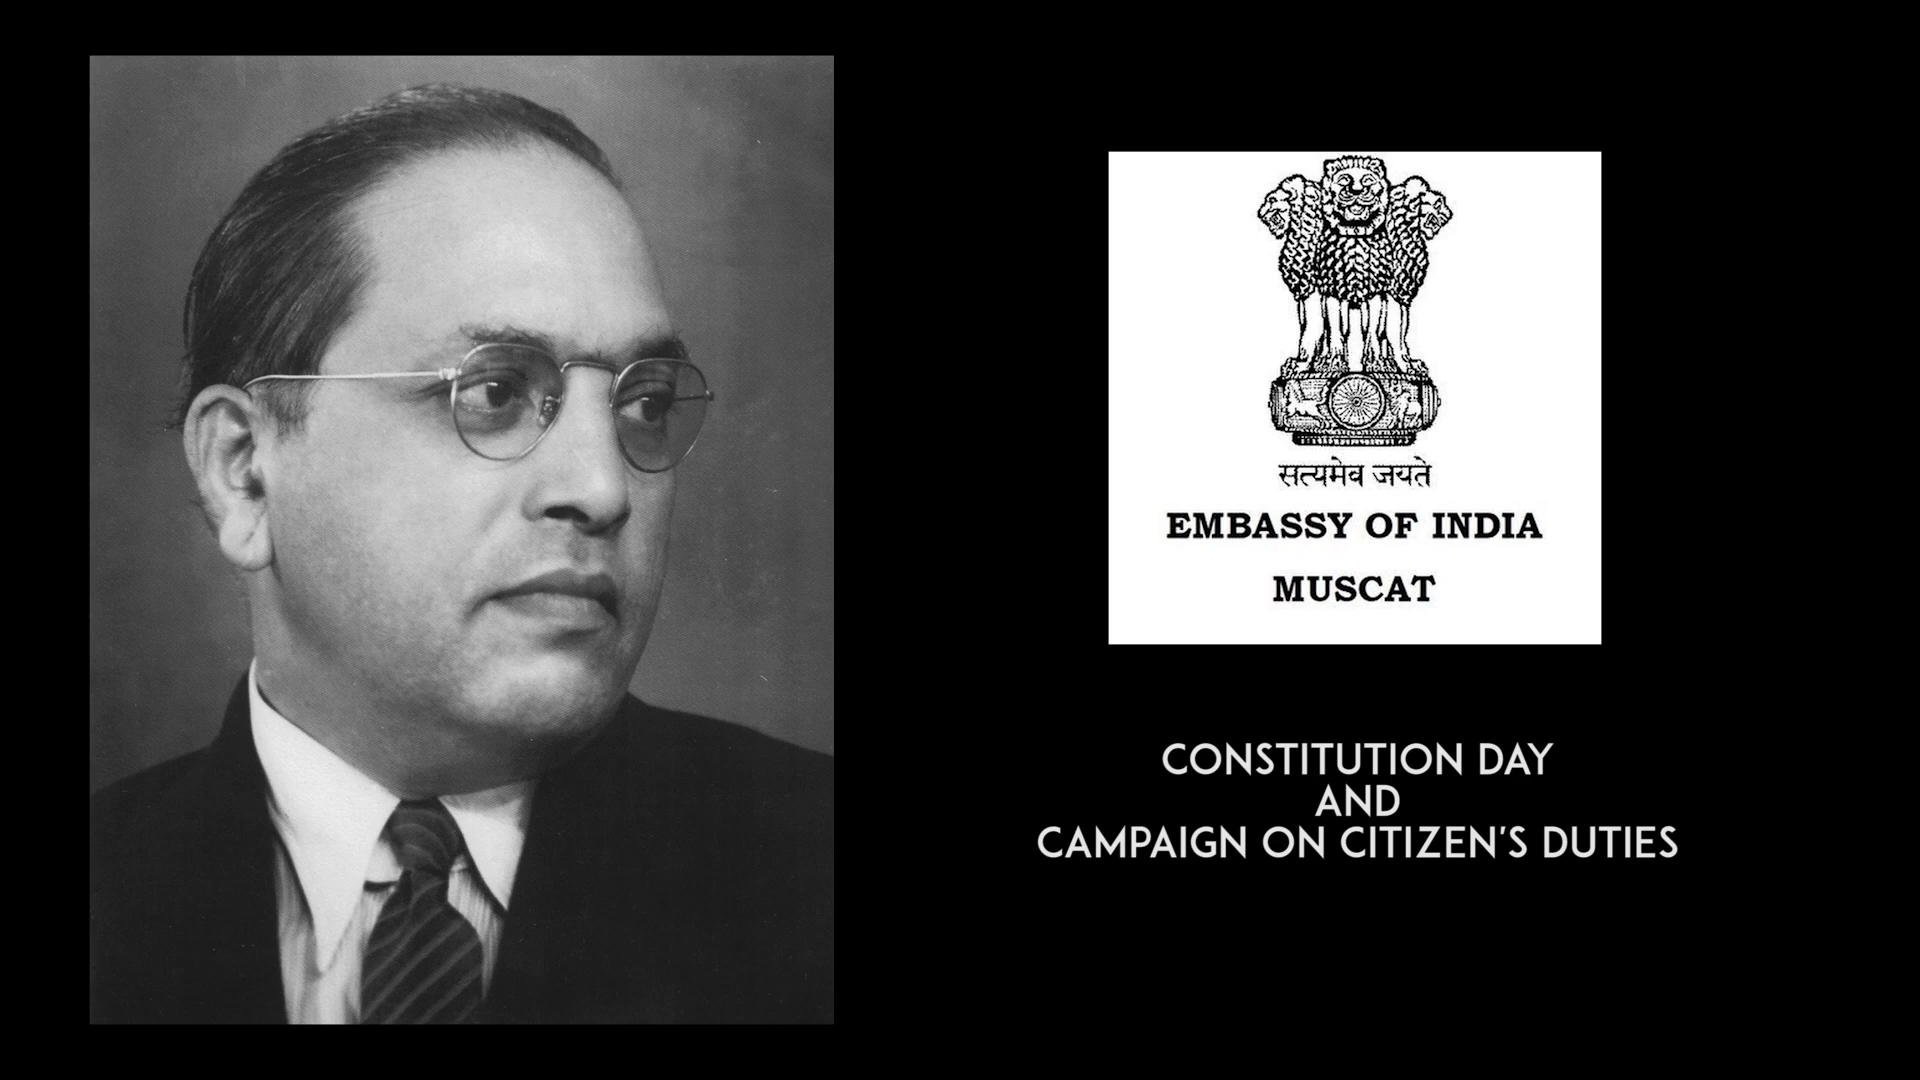 सत्यमेव जयते
EMBASSY OF INDIA
MUSCAT
CONSTITUTION DAY
AND
CAMPAIGN ON CITIZEN'S DUTIES